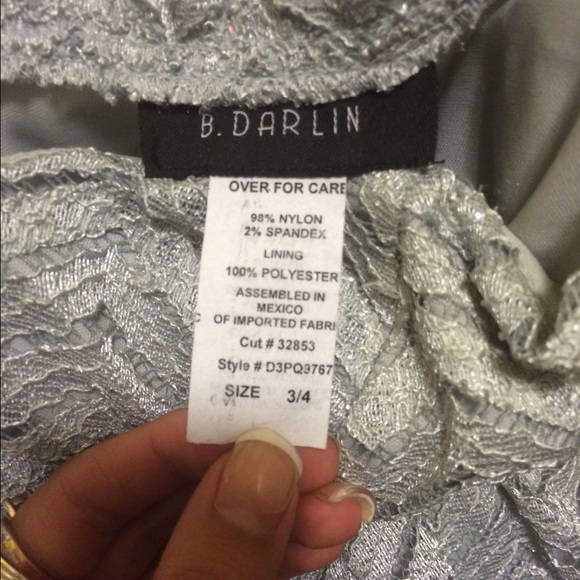 B. DARLIN
OVER FOR CARE
98% NYLON
2% SPANDEX
LINING
100% POLYESTER
ASSEMBLED IN
MEXICO
OF IMPORTED FABRI
Cut # 32853
Style # D3PQ9767
SIZE 3/4